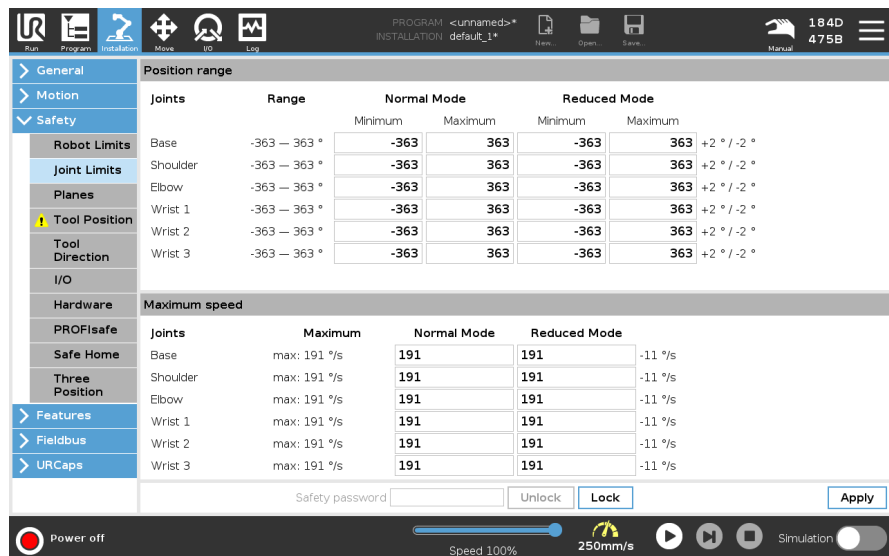 PROGRAM <unnamed>*
INSTALLATION default_1*
184D
475B
Run Program Installation Move I/O Log New... Open... Save... Manual
General
Motion
Safety
Robot Limits
Joint Limits
Planes
Tool Position
Tool
Direction
I/O
Hardware
PROFIsafe
Safe Home
Three
Position
Features
Fieldbus
URCaps
Position range
Joints Range Normal Mode Reduced Mode
Minimum Maximum Minimum Maximum
Base -363 — 363 ° -363 363 -363 363 +2 ° / -2 °
Shoulder -363 — 363 ° -363 363 -363 363 +2 ° / -2 °
Elbow -363 — 363 ° -363 363 -363 363 +2 ° / -2 °
Wrist 1 -363 — 363 ° -363 363 -363 363 +2 ° / -2 °
Wrist 2 -363 — 363 ° -363 363 -363 363 +2 ° / -2 °
Wrist 3 -363 — 363 ° -363 363 -363 363 +2 ° / -2 °
Maximum speed
Joints Maximum Normal Mode Reduced Mode
Base max: 191 °/s 191 191 -11 °/s
Shoulder max: 191 °/s 191 191 -11 °/s
Elbow max: 191 °/s 191 191 -11 °/s
Wrist 1 max: 191 °/s 191 191 -11 °/s
Wrist 2 max: 191 °/s 191 191 -11 °/s
Wrist 3 max: 191 °/s 191 191 -11 °/s
Safety password Unlock Lock Apply
Power off
Speed 100%
250mm/s
Simulation